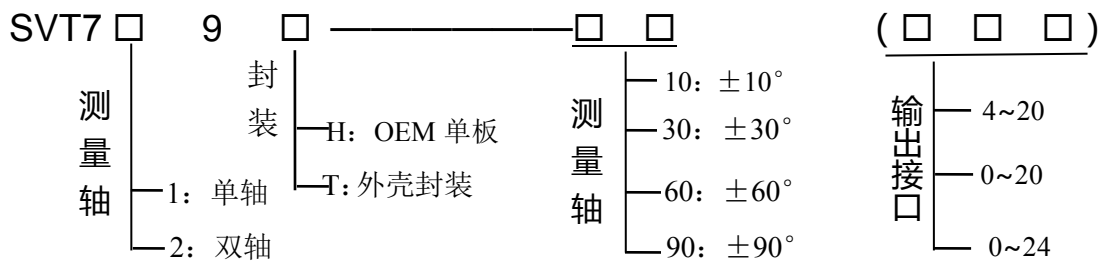 SVT7 □ 9 □ ————— □ □ (□ □ □)
测量轴
1：单轴
2：双轴
封装
H：OEM 单板
T：外壳封装
测量轴
10：±10°
30：±30°
60：±60°
90：±90°
输出接口
4~20
0~20
0~24